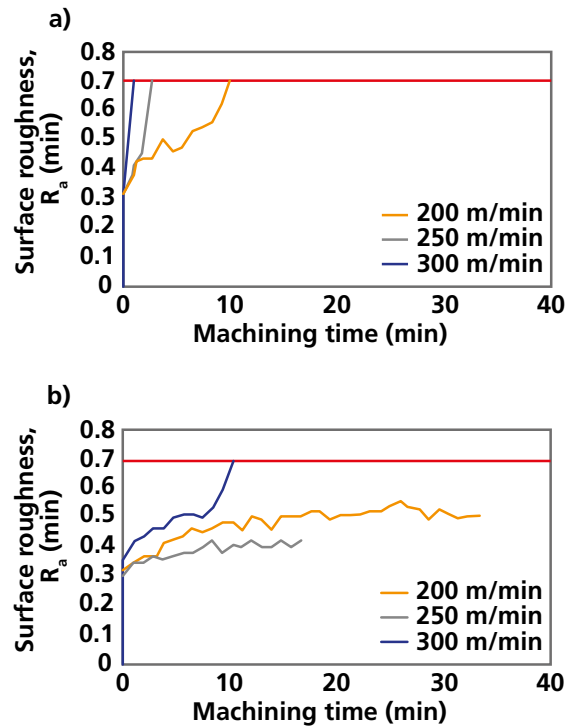 a)
0.8
0.7
0.6
0.5
0.4
0.3
0.2
0.1
0
Surface roughness,
Ra (min)
200 m/min
250 m/min
300 m/min
0 10 20 30 40
Machining time (min)
b)
0.8
0.7
0.6
0.5
0.4
0.3
0.2
0.1
0
Surface roughness,
Ra (min)
200 m/min
250 m/min
300 m/min
0 10 20 30 40
Machining time (min)